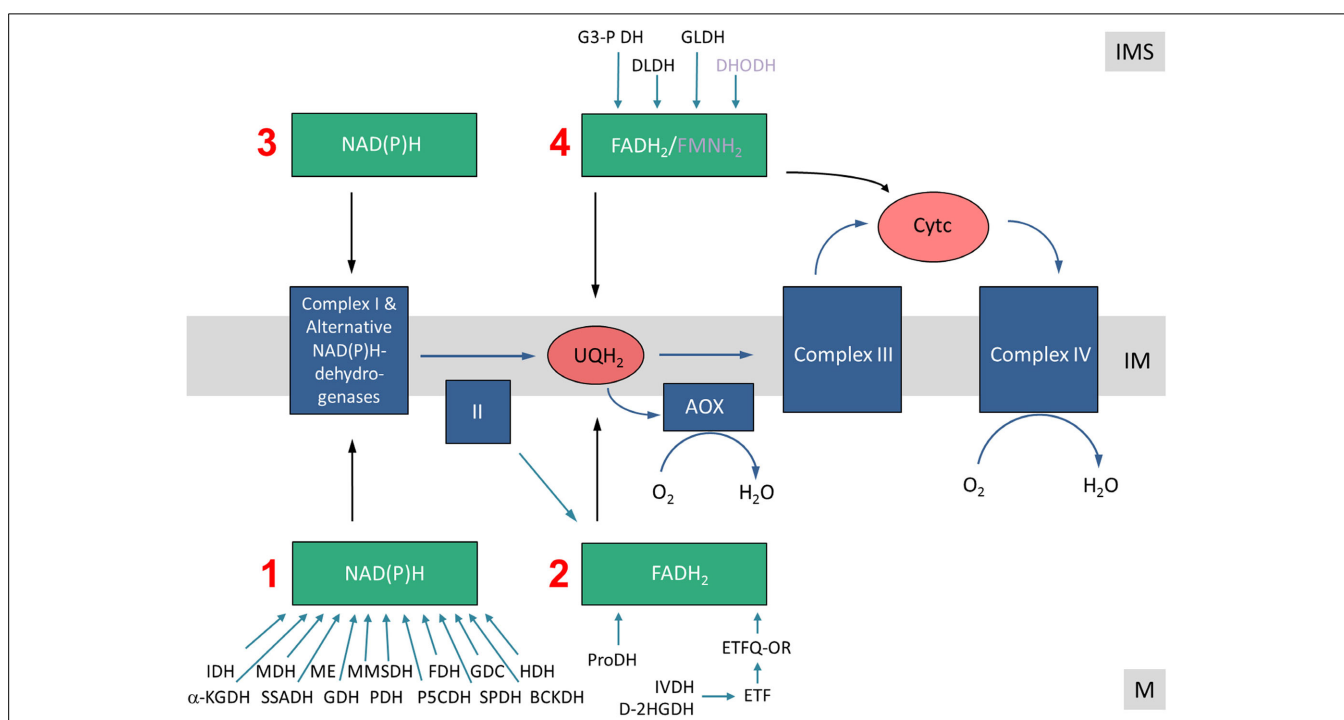 G3-P DH GLDH
DLDH DHODH
IMS
3 NAD(P)H
4 FADH₂/FMNH₂
Cytc
Complex I &
Alternative
NAD(P)H-
dehydro-
genases
UQH₂
Complex III
Complex IV
IM
II
AOX
O₂ H₂O
O₂ H₂O
1 NAD(P)H
2 FADH₂
IDH MDH ME MMSDH FDH GDC HDH
α-KGDH SSADH GDH PDH P5CDH SPDH BCKDH
ProDH
ETFQ-OR
IVDH
D-2HGDH
ETF
M